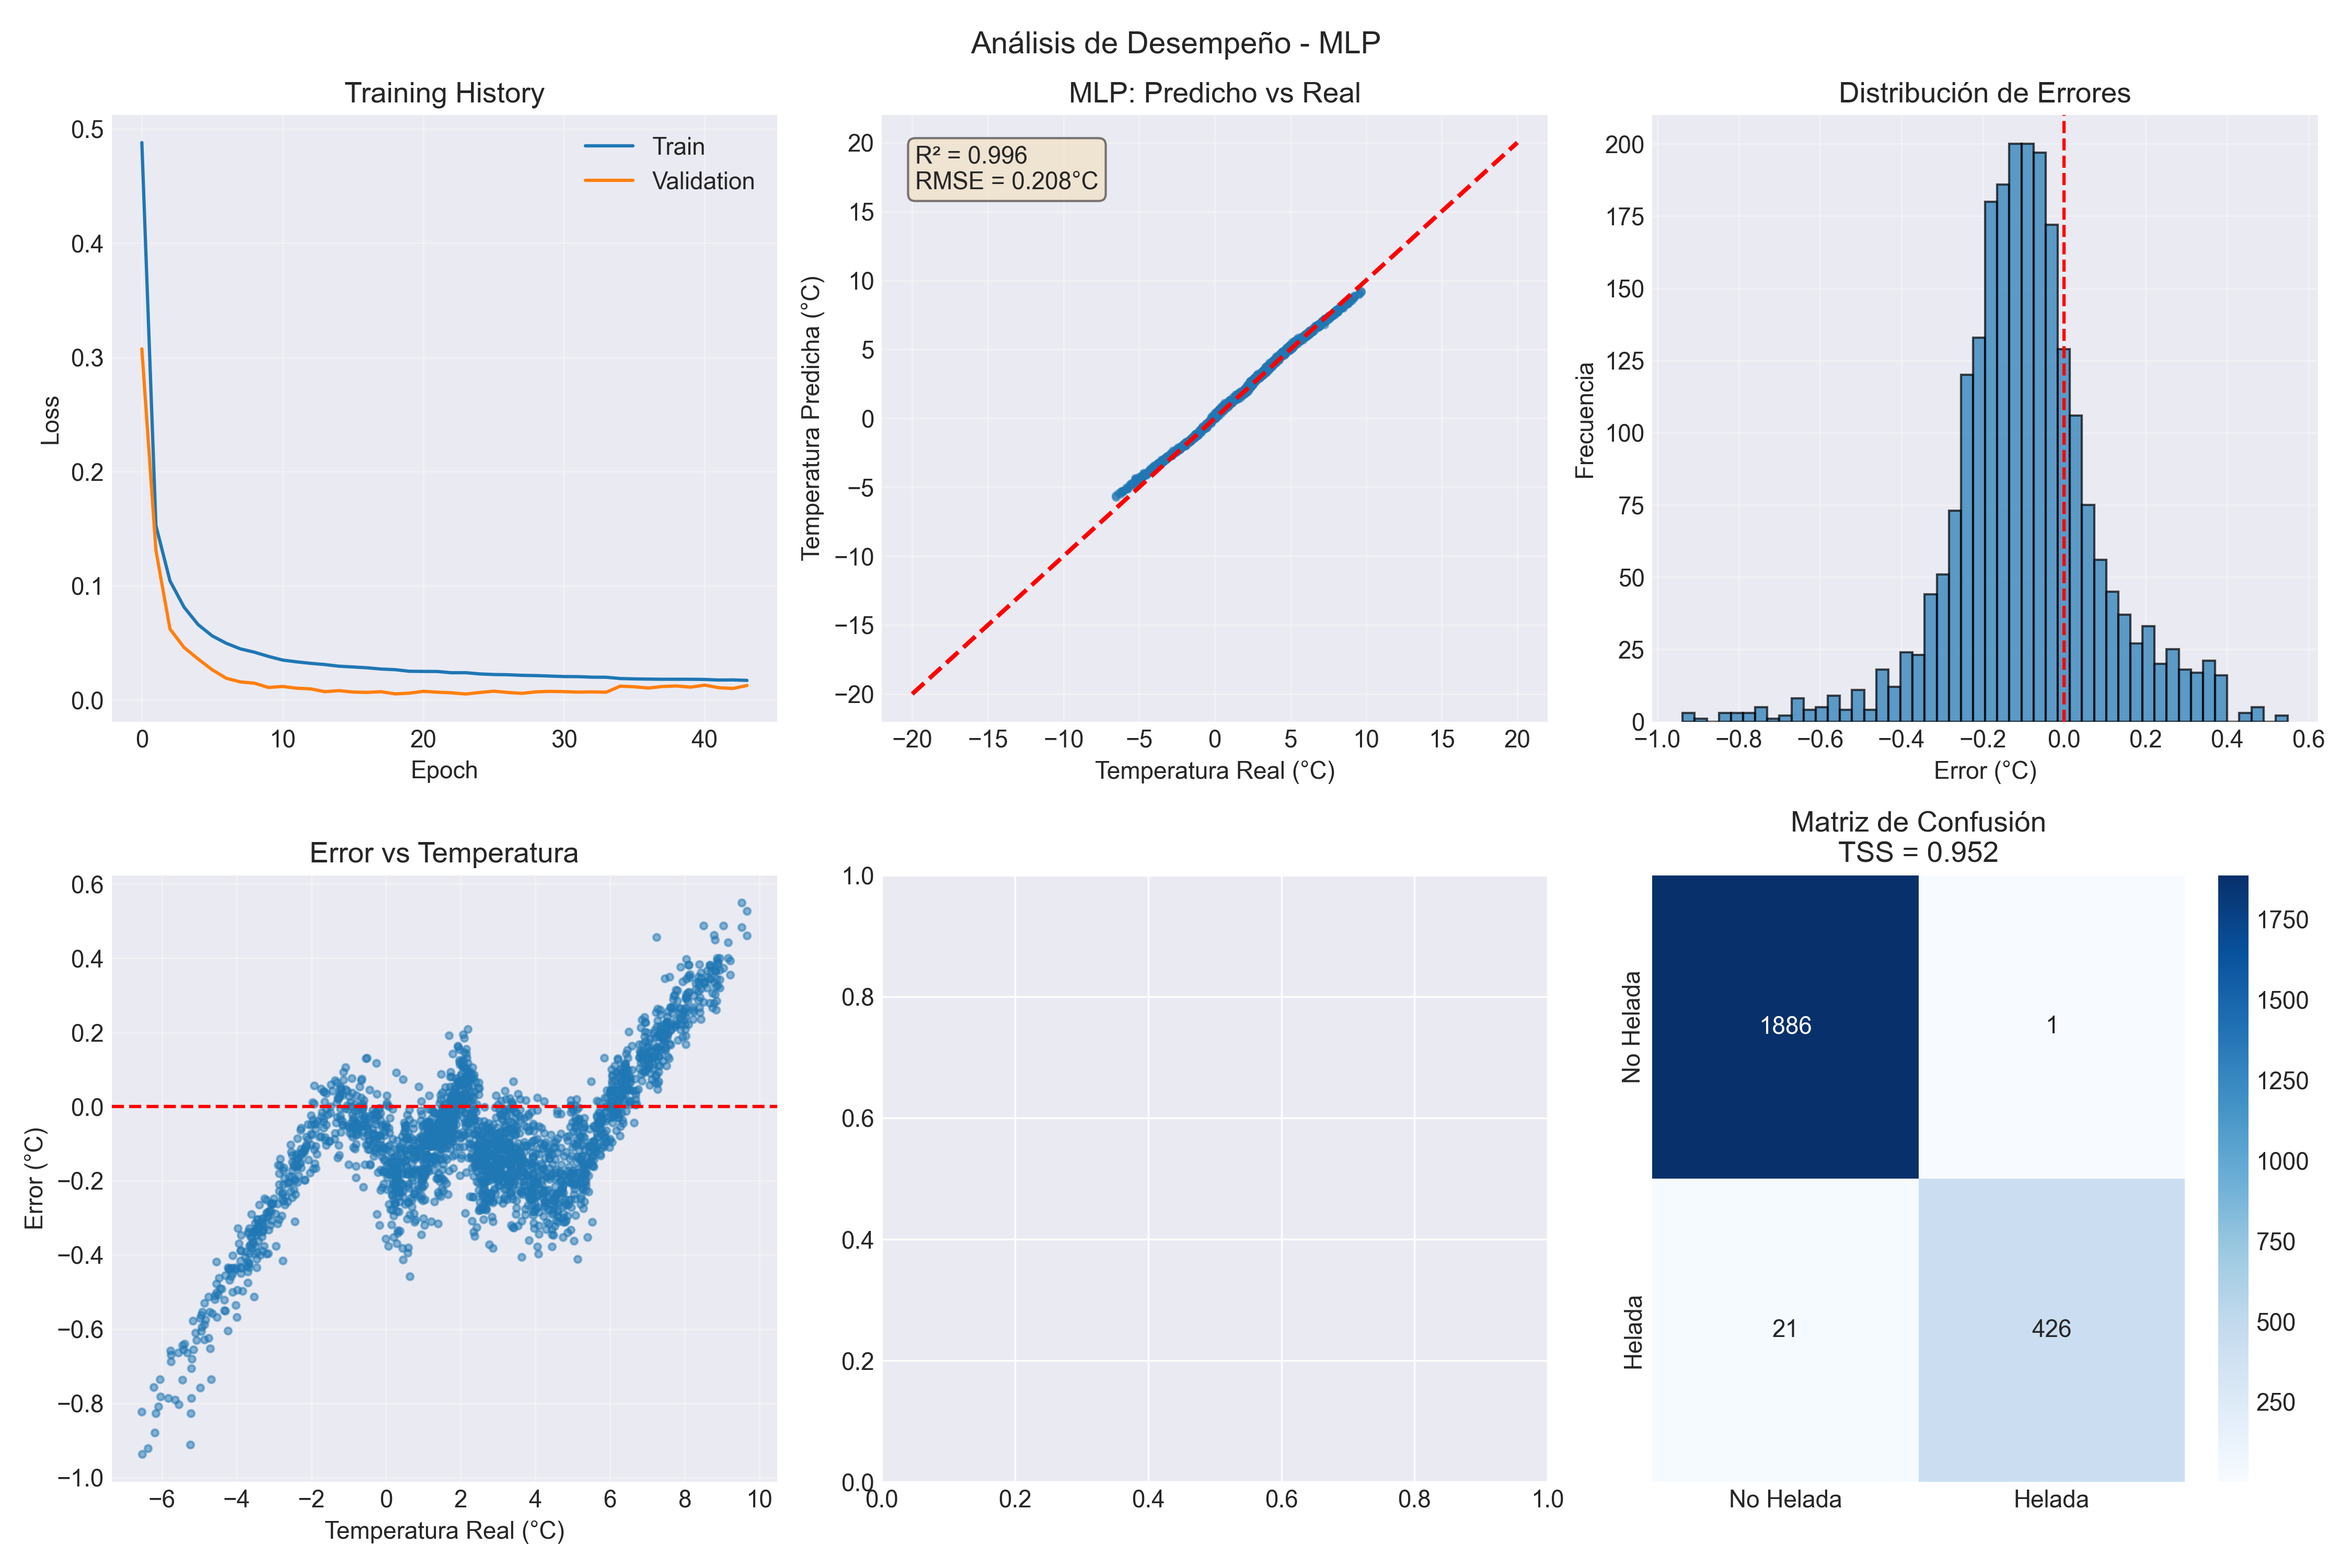 Análisis de Desempeño - MLP
Training History
0.5
0.4
0.3
0.2
0.1
0.0
Loss
Train
Validation
0 10 20 30 40
Epoch
MLP: Predicho vs Real
20
15
10
5
0
−5
−10
−15
−20
Temperatura Predicha (°C)
R² = 0.996
RMSE = 0.208°C
−20 −15 −10 −5 0 5 10 15 20
Temperatura Real (°C)
Distribución de Errores
200
175
150
125
100
75
50
25
0
Frecuencia
−1.0 −0.8 −0.6 −0.4 −0.2 0.0 0.2 0.4 0.6
Error (°C)
Error vs Temperatura
0.6
0.4
0.2
0.0
−0.2
−0.4
−0.6
−0.8
−1.0
Error (°C)
−6 −4 −2 0 2 4 6 8 10
Temperatura Real (°C)
1.0
0.8
0.6
0.4
0.2
0.0
0.0 0.2 0.4 0.6 0.8 1.0
Matriz de Confusión
TSS = 0.952
No Helada
1886 1
Helada
21 426
No Helada Helada
1750
1500
1250
1000
750
500
250